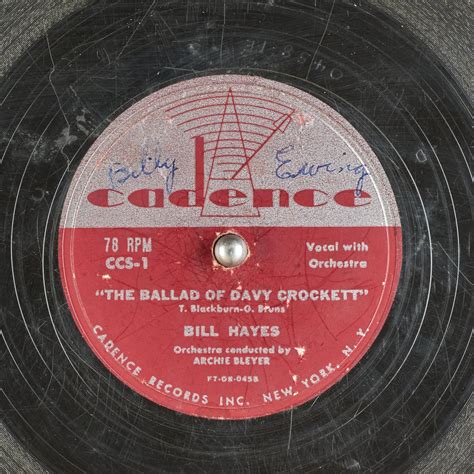 Billy Ewing
cadence
78 RPM
CCS-1
Vocal with
Orchestra
"THE BALLAD OF DAVY CROCKETT"
T. Blackburn-G. Bruns
BILL HAYES
Orchestra conducted by
ARCHIE BLEYER
F7-OR-0458
CADENCE RECORDS INC. NEW YORK, N. Y.